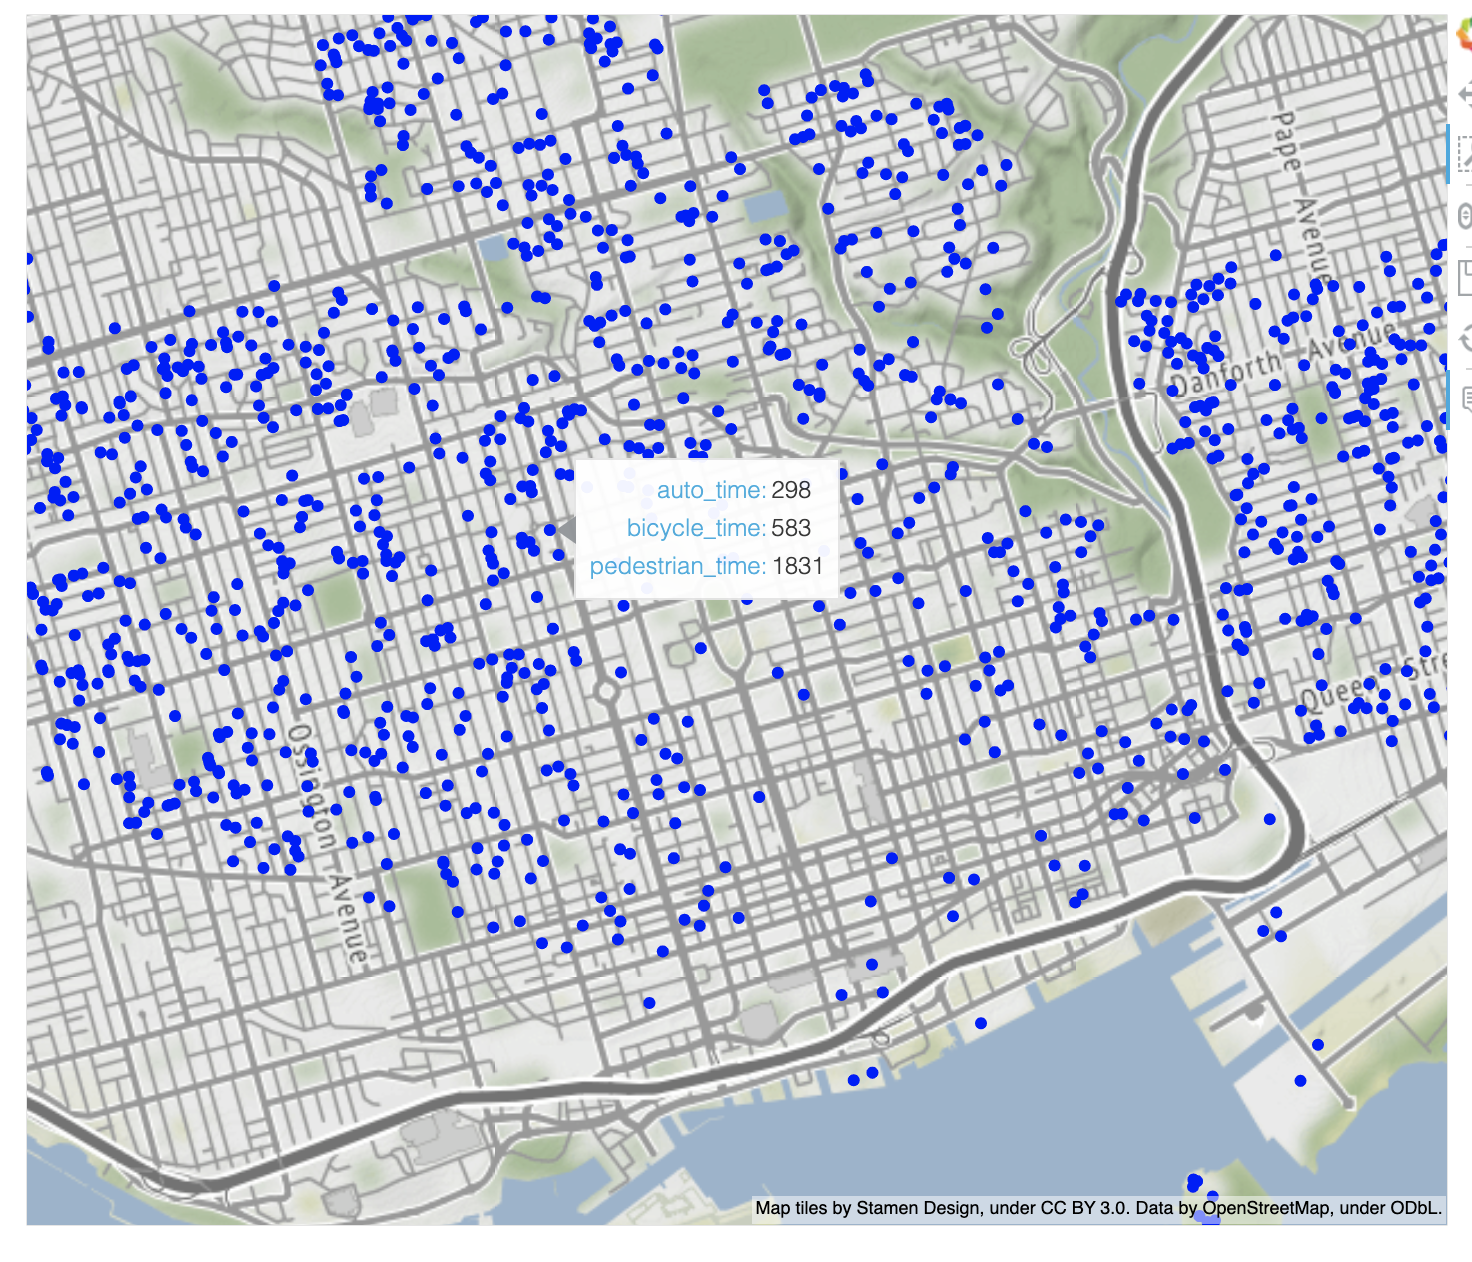 Pape Avenue
Danforth Avenue
auto_time: 298
bicycle_time: 583
pedestrian_time: 1831
Queen Stre
Ossington Avenue
Map tiles by Stamen Design, under CC BY 3.0. Data by OpenStreetMap, under ODbL.